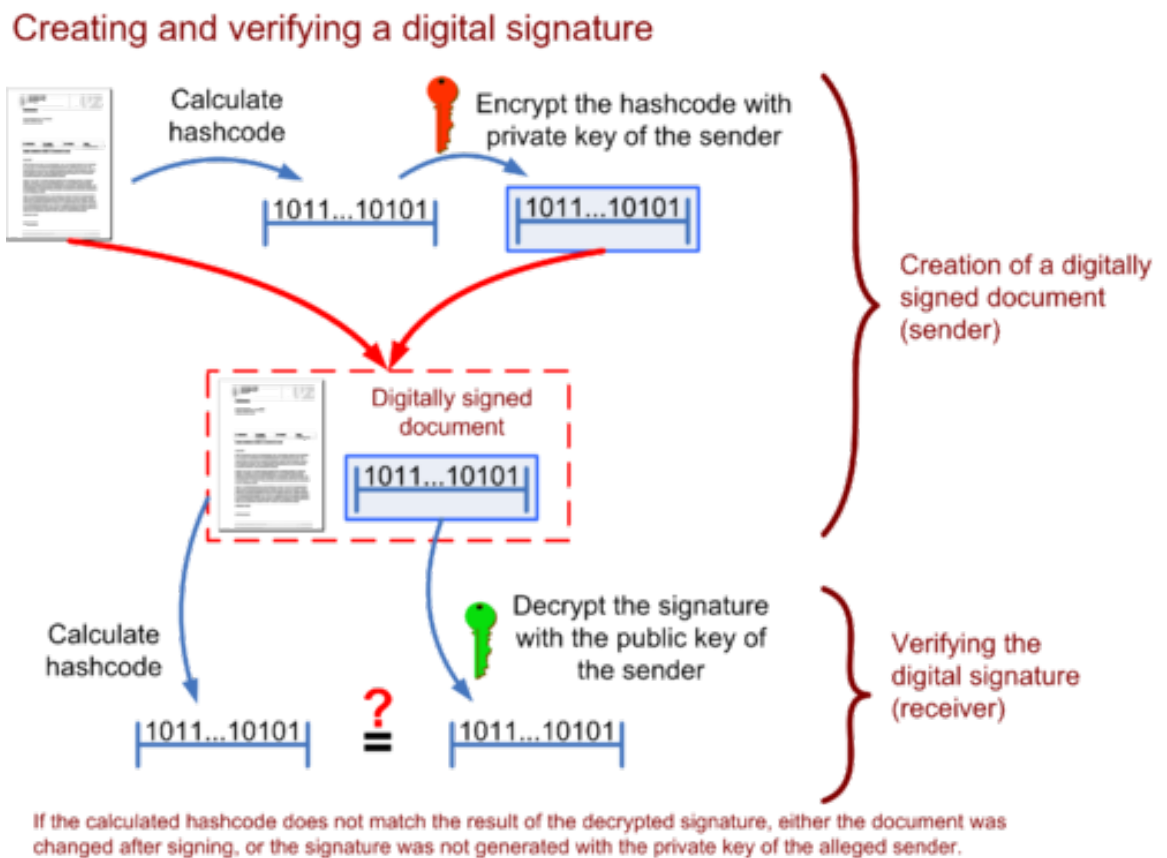 Creating and verifying a digital signature
Calculate
hashcode
Encrypt the hashcode with
private key of the sender
1011...10101
1011...10101
Creation of a digitally
signed document
(sender)
Digitally signed
document
1011...10101
Calculate
hashcode
Decrypt the signature
with the public key of
the sender
Verifying the
digital signature
(receiver)
1011...10101
?
=
1011...10101
If the calculated hashcode does not match the result of the decrypted signature, either the document was
changed after signing, or the signature was not generated with the private key of the alleged sender.